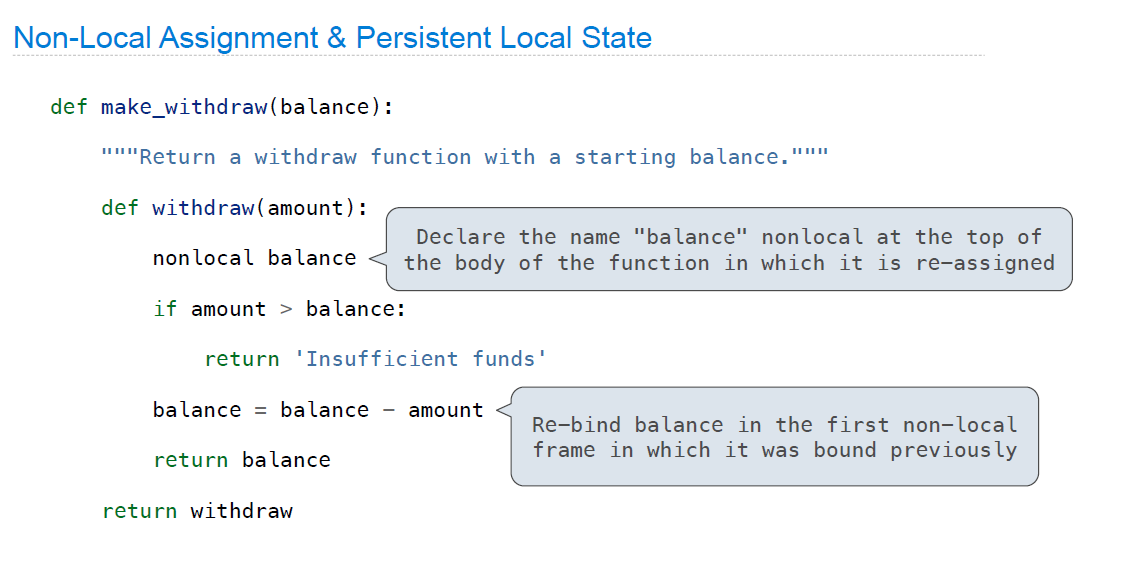 Non-Local Assignment & Persistent Local State
def make_withdraw(balance):
"""Return a withdraw function with a starting balance."""
def withdraw(amount):
nonlocal balance
Declare the name "balance" nonlocal at the top of
the body of the function in which it is re-assigned
if amount > balance:
return 'Insufficient funds'
balance = balance - amount
Re-bind balance in the first non-local
frame in which it was bound previously
return balance
return withdraw